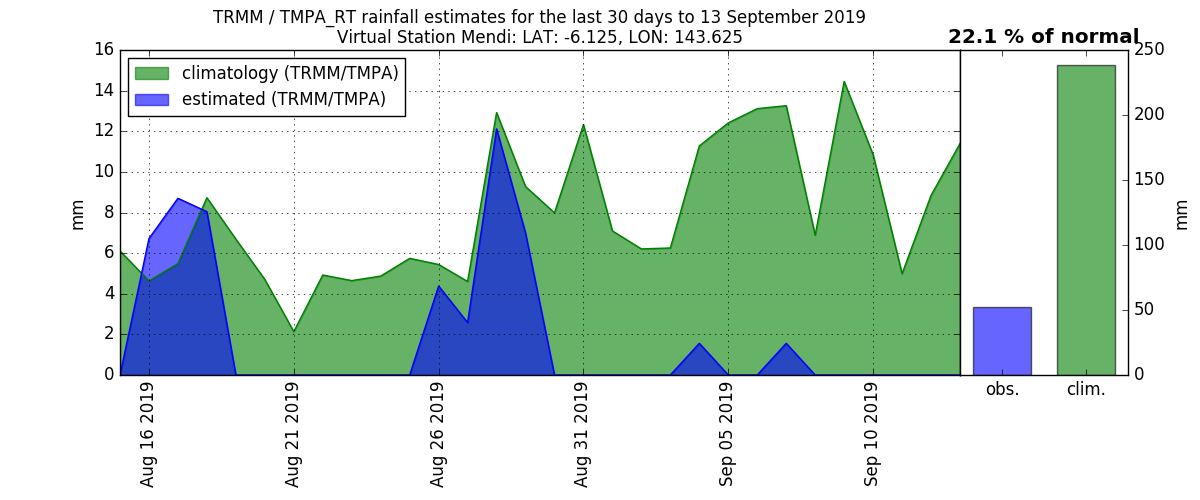 TRMM / TMPA_RT rainfall estimates for the last 30 days to 13 September 2019
Virtual Station Mendi: LAT: -6.125, LON: 143.625
22.1 % of normal
climatology (TRMM/TMPA)
estimated (TRMM/TMPA)
16
14
12
10
8
6
4
2
0
mm
Aug 16 2019
Aug 21 2019
Aug 26 2019
Aug 31 2019
Sep 05 2019
Sep 10 2019
250
200
150
100
50
0
mm
obs.
clim.